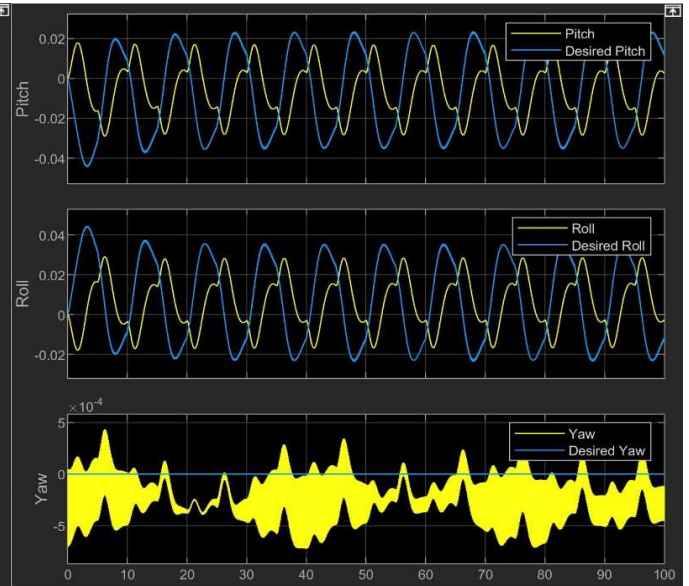 Pitch
Desired Pitch
0.02
0
-0.02
-0.04
Pitch
Roll
Desired Roll
0.04
0.02
0
-0.02
Roll
×10⁻⁴
Yaw
Desired Yaw
5
0
-5
Yaw
0 10 20 30 40 50 60 70 80 90 100